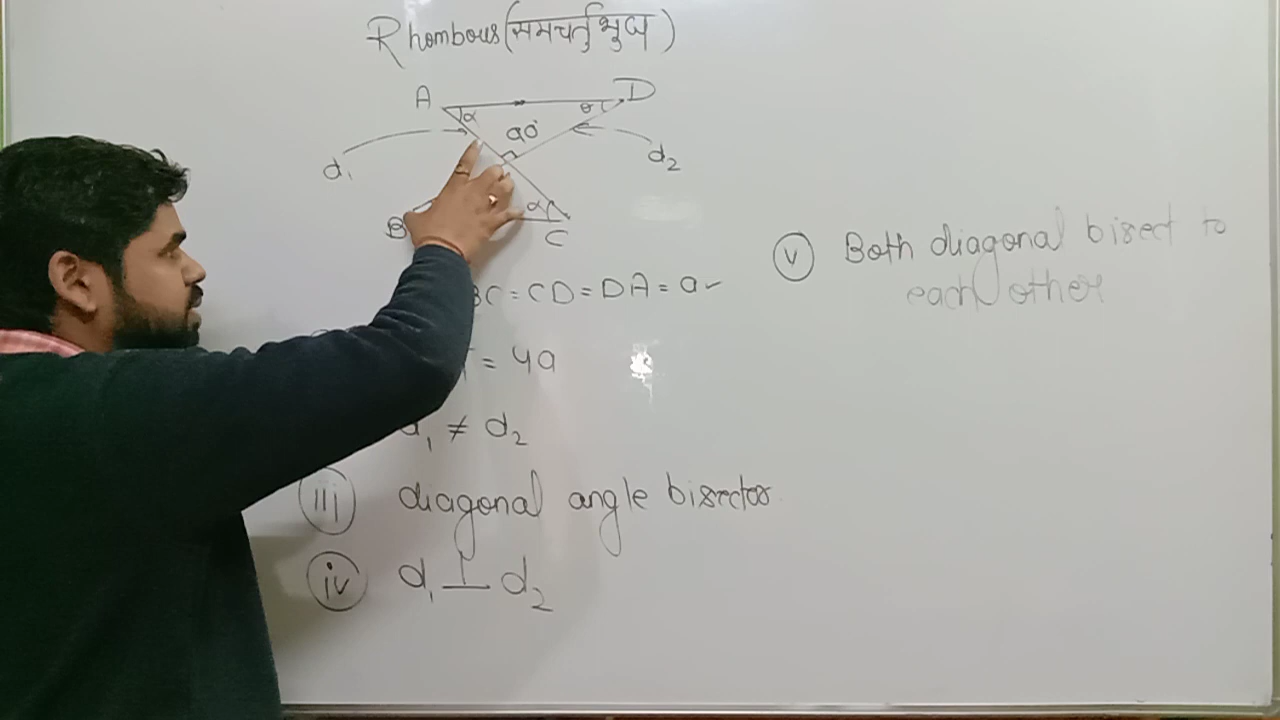 Rhombous (समचर्तुभुज)
A D
α θ
90°
d₁ d₂
α
B C
BC = CD = DA = a
= 4a
d₁ ≠ d₂
iii) diagonal angle bisector
iv) d₁ ⊥ d₂
v) Both diagonal bisect to
each other